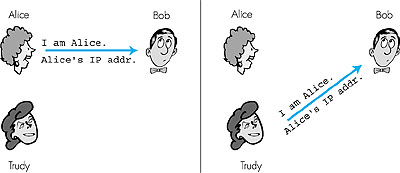 Alice
Bob
I am Alice.
Alice's IP addr.
Trudy
Alice
Bob
I am Alice.
Alice's IP addr.
Trudy